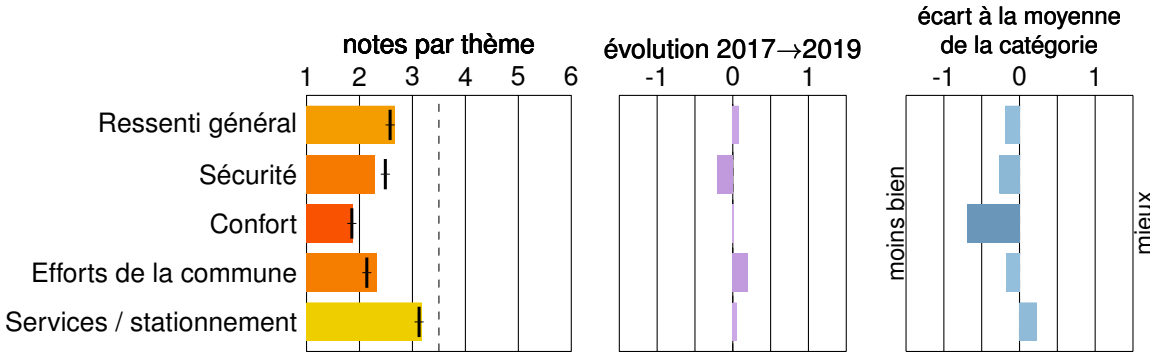 notes par thème
1 2 3 4 5 6
évolution 2017→2019
-1 0 1
écart à la moyenne
de la catégorie
-1 0 1
Ressenti général
Sécurité
Confort
Efforts de la commune
Services / stationnement
moins bien
mieux